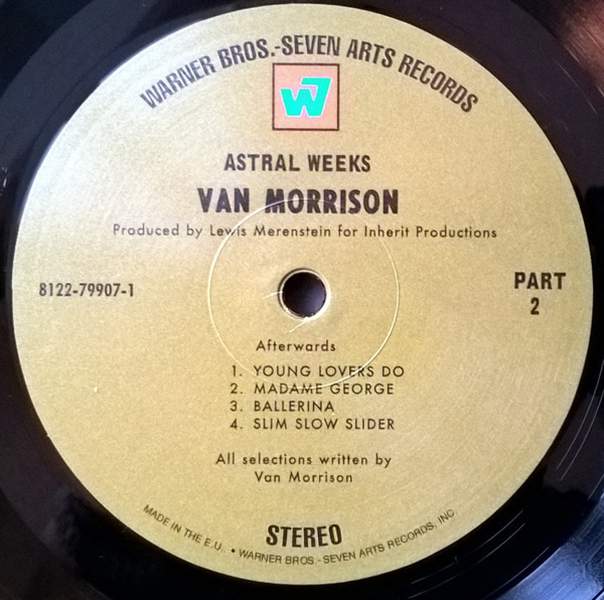 WARNER BROS.-SEVEN ARTS RECORDS
W7
ASTRAL WEEKS
VAN MORRISON
Produced by Lewis Merenstein for Inherit Productions
8122-79907-1
PART
2
Afterwards
1. YOUNG LOVERS DO
2. MADAME GEORGE
3. BALLERINA
4. SLIM SLOW SLIDER
All selections written by
Van Morrison
STEREO
MADE IN THE E.U. • WARNER BROS - SEVEN ARTS RECORDS, INC.